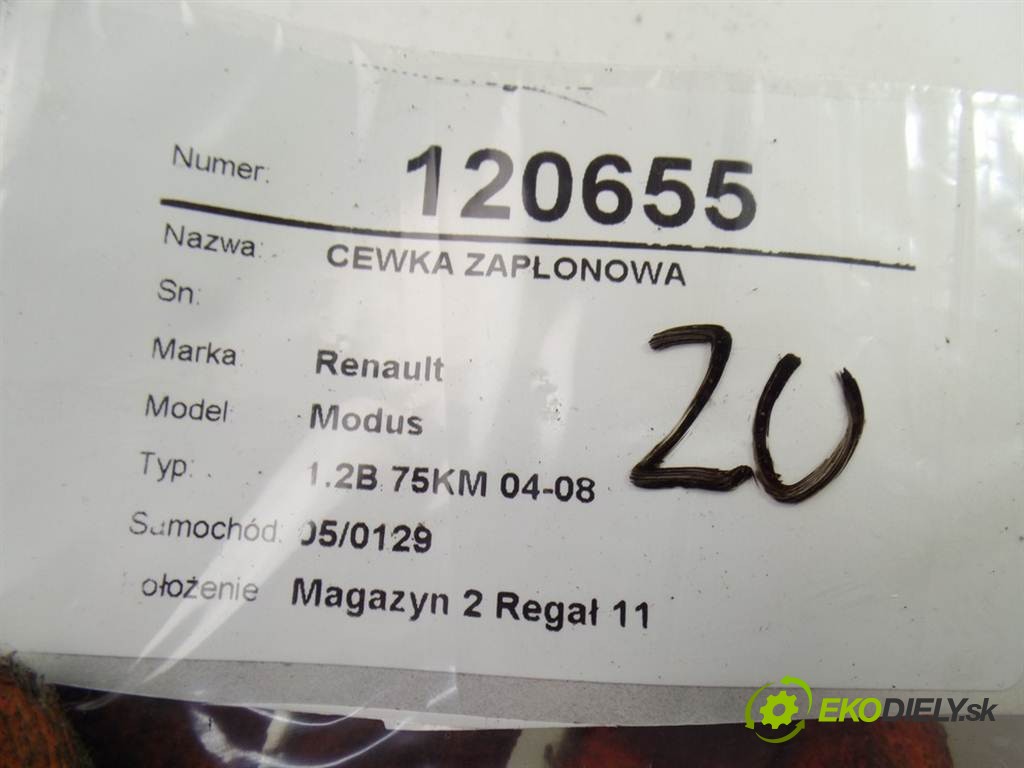 Numer: 120655
Nazwa: CEWKA ZAPŁONOWA
Sn:
Marka: Renault
Model: Modus
Typ: 1.2B 75KM 04-08
Samochód: 05/0129
ołożenie Magazyn 2 Regał 11
20
EKODIELY.sk